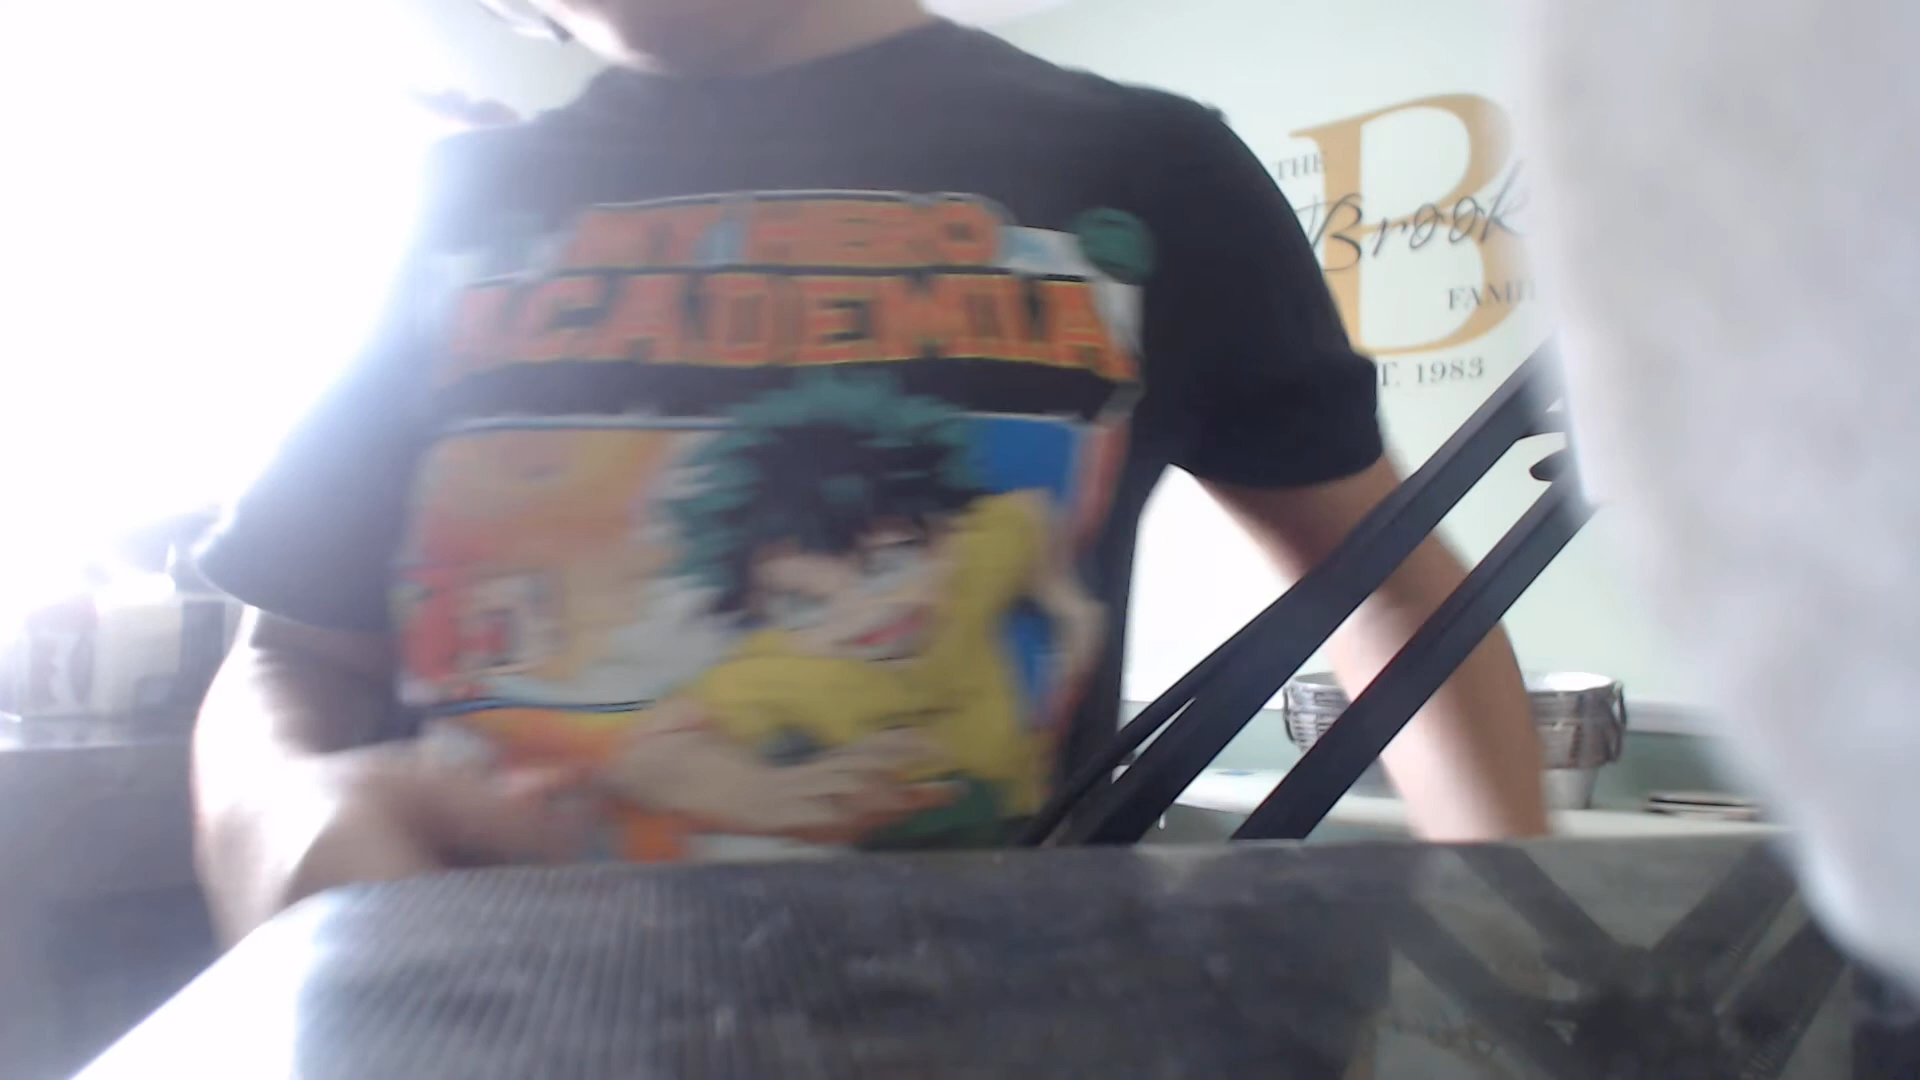 MY HERO
ACADEMIA
THE
Brook
FAMI
T. 1983